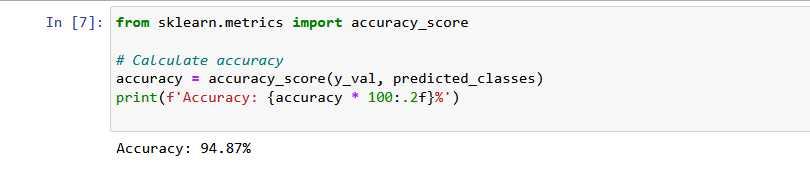 In [7]: from sklearn.metrics import accuracy_score
# Calculate accuracy
accuracy = accuracy_score(y_val, predicted_classes)
print(f'Accuracy: {accuracy * 100:.2f}%')
Accuracy: 94.87%